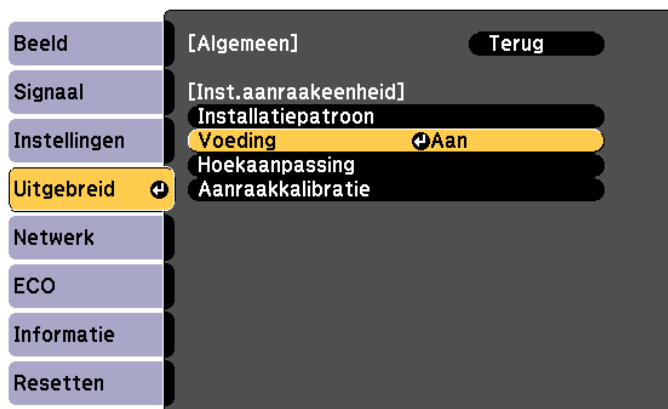 Beeld
Signaal
Instellingen
Uitgebreid
Netwerk
ECO
Informatie
Resetten
[Algemeen] Terug
[Inst.aanraakeenheid]
Installatiepatroon
Voeding Aan
Hoekaanpassing
Aanraakkalibratie